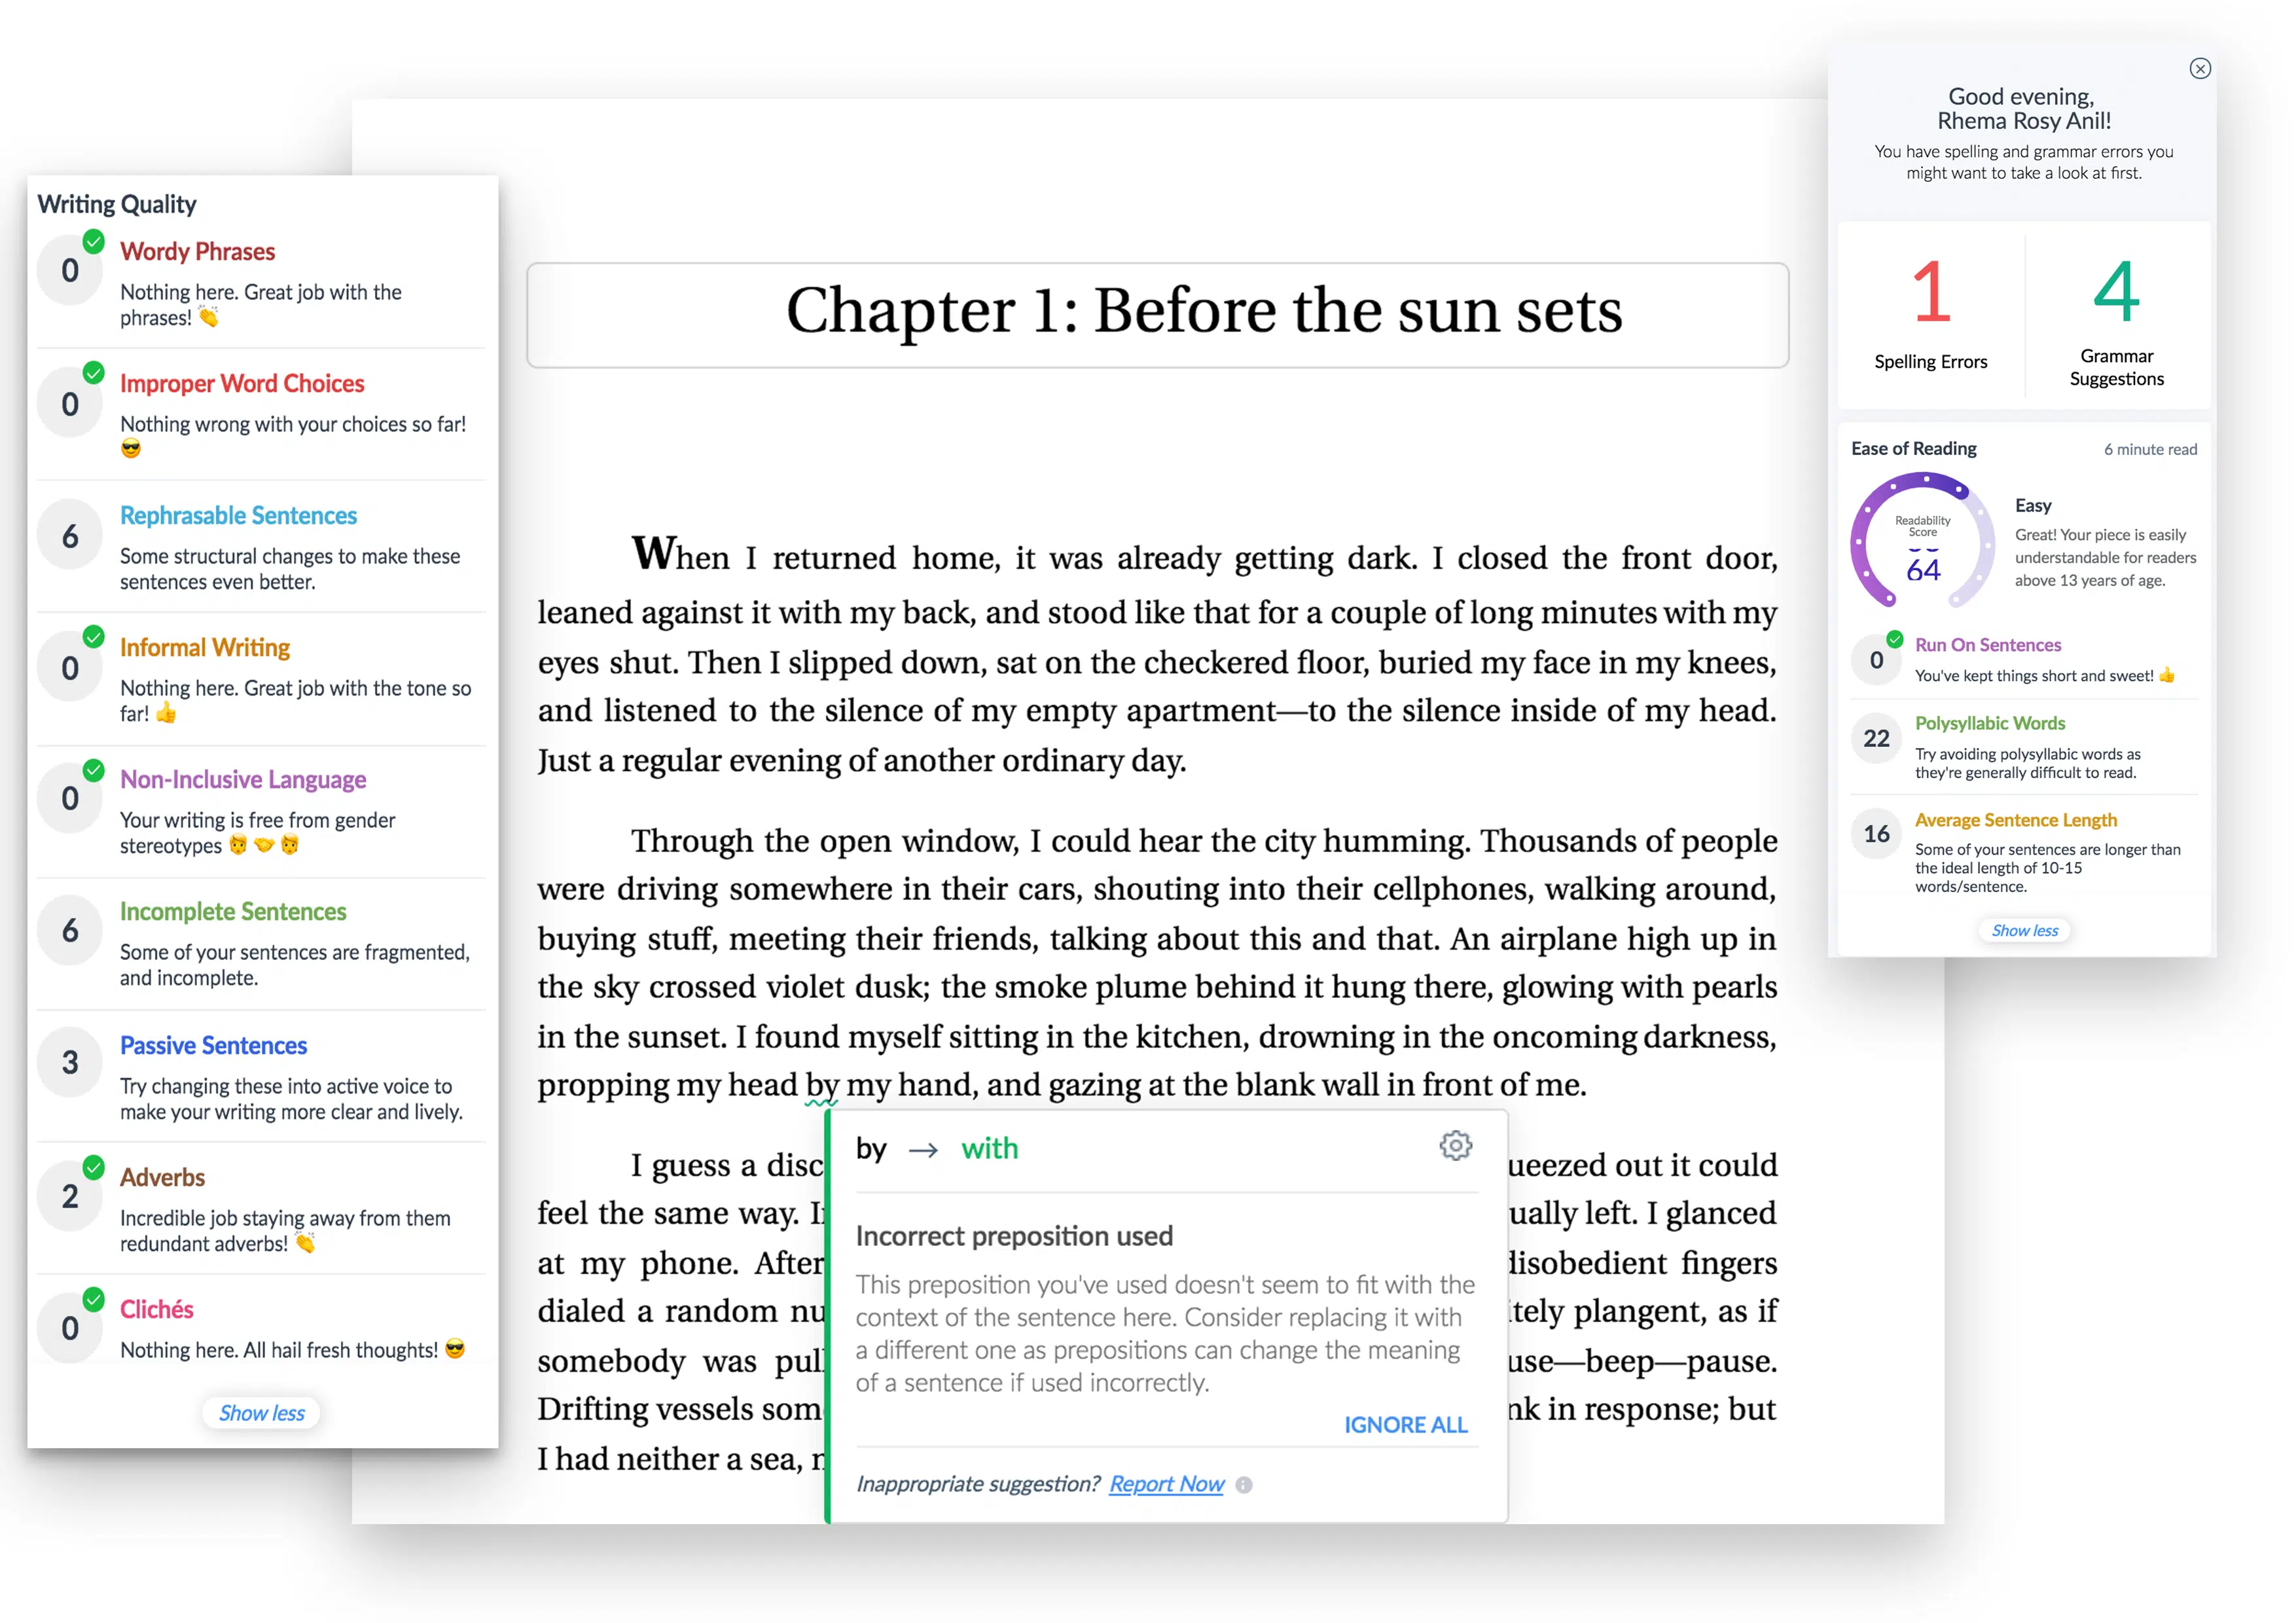 Writing Quality
0
Wordy Phrases
Nothing here. Great job with the
phrases! 👏
0
Improper Word Choices
Nothing wrong with your choices so far!
😎
6
Rephrasable Sentences
Some structural changes to make these
sentences even better.
0
Informal Writing
Nothing here. Great job with the tone so
far! 👍
0
Non-Inclusive Language
Your writing is free from gender
stereotypes
6
Incomplete Sentences
Some of your sentences are fragmented,
and incomplete.
3
Passive Sentences
Try changing these into active voice to
make your writing more clear and lively.
2
Adverbs
Incredible job staying away from them
redundant adverbs! 👏
0
Clichés
Nothing here. All hail fresh thoughts! 😎
Show less
Chapter 1: Before the sun sets
When I returned home, it was already getting dark. I closed the front door,
leaned against it with my back, and stood like that for a couple of long minutes with my
eyes shut. Then I slipped down, sat on the checkered floor, buried my face in my knees,
and listened to the silence of my empty apartment—to the silence inside of my head.
Just a regular evening of another ordinary day.
Through the open window, I could hear the city humming. Thousands of people
were driving somewhere in their cars, shouting into their cellphones, walking around,
buying stuff, meeting their friends, talking about this and that. An airplane high up in
the sky crossed violet dusk; the smoke plume behind it hung there, glowing with pearls
in the sunset. I found myself sitting in the kitchen, drowning in the oncoming darkness,
propping my head by my hand, and gazing at the blank wall in front of me.
I guess a disc ueezed out it could
feel the same way. I ually left. I glanced
at my phone. After disobedient fingers
dialed a random nu tely plangent, as if
somebody was pul use—beep—pause.
Drifting vessels som nk in response; but
I had neither a sea, n
by → with
Incorrect preposition used
This preposition you've used doesn't seem to fit with the
context of the sentence here. Consider replacing it with
a different one as prepositions can change the meaning
of a sentence if used incorrectly.
IGNORE ALL
Inappropriate suggestion? Report Now
Good evening,
Rhema Rosy Anil!
You have spelling and grammar errors you
might want to take a look at first.
1
Spelling Errors
4
Grammar
Suggestions
Ease of Reading
6 minute read
Readability
Score
64
Easy
Great! Your piece is easily
understandable for readers
above 13 years of age.
0
Run On Sentences
You've kept things short and sweet! 👍
22
Polysyllabic Words
Try avoiding polysyllabic words as
they're generally difficult to read.
16
Average Sentence Length
Some of your sentences are longer than
the ideal length of 10-15
words/sentence.
Show less